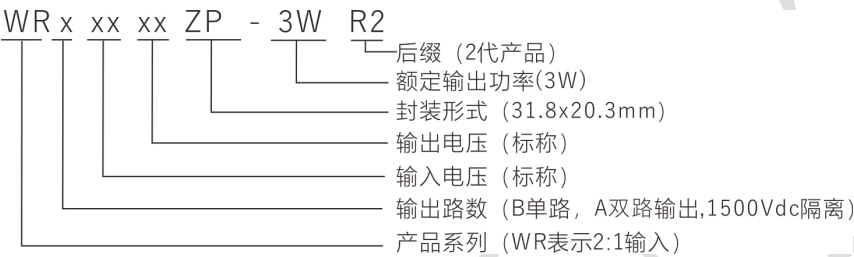 WR x xx xx ZP - 3W R2
后缀（2代产品）
额定输出功率(3W)
封装形式（31.8x20.3mm）
输出电压（标称）
输入电压（标称）
输出路数（B单路，A双路输出,1500Vdc隔离）
产品系列（WR表示2:1输入）